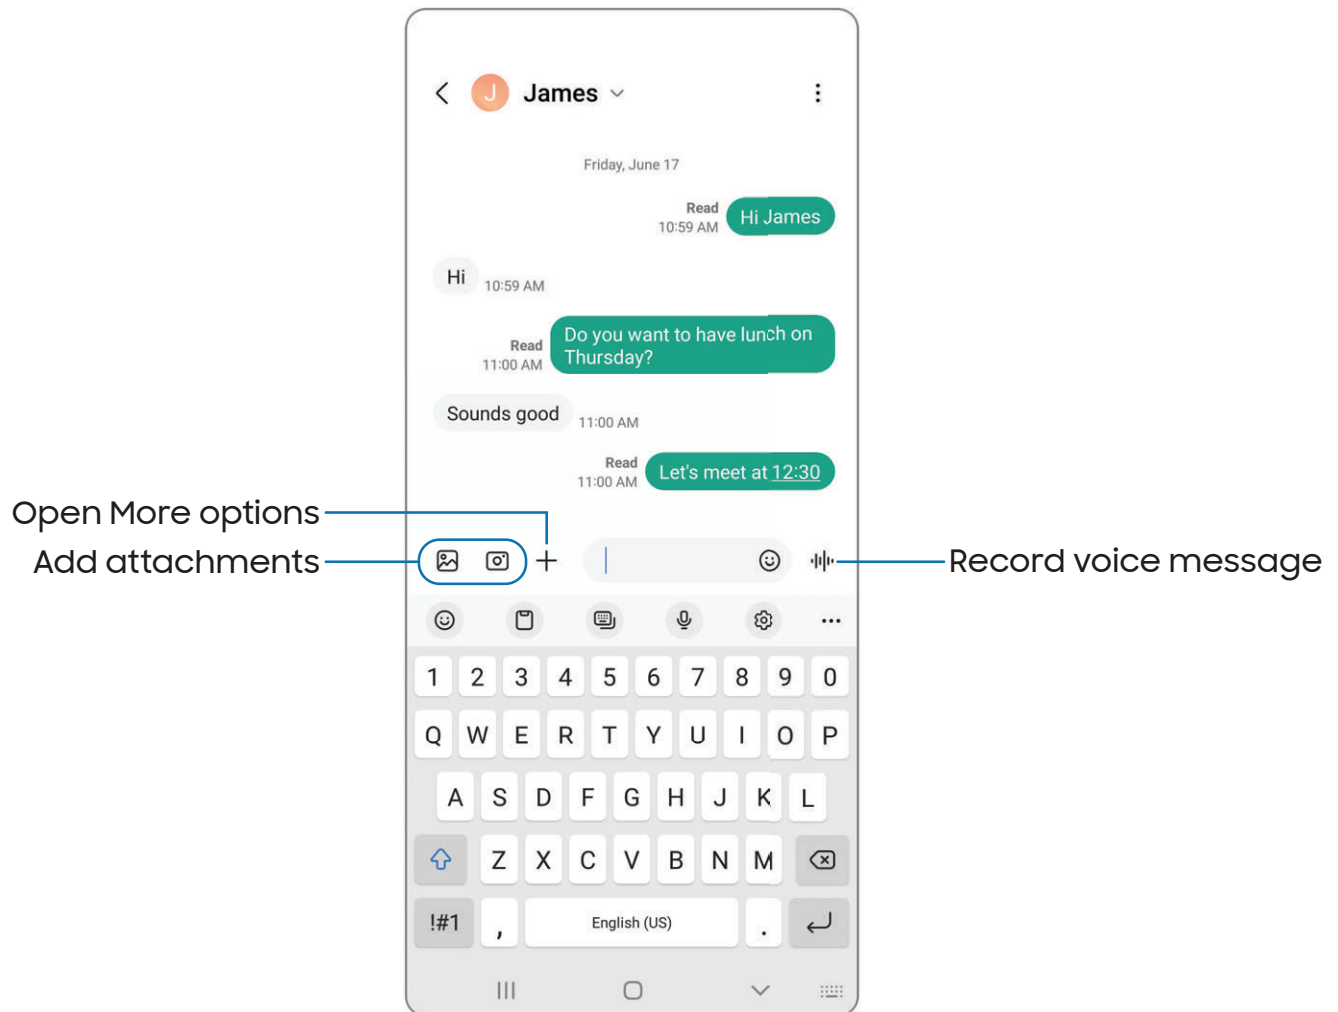 J James
Friday, June 17
Read
10:59 AM
Hi James
Hi
10:59 AM
Read
11:00 AM
Do you want to have lunch on
Thursday?
Sounds good
11:00 AM
Read
11:00 AM
Let's meet at 12:30
Open More options
Add attachments
Record voice message
1 2 3 4 5 6 7 8 9 0
Q W E R T Y U I O P
A S D F G H J K L
Z X C V B N M
!#1 , English (US) .